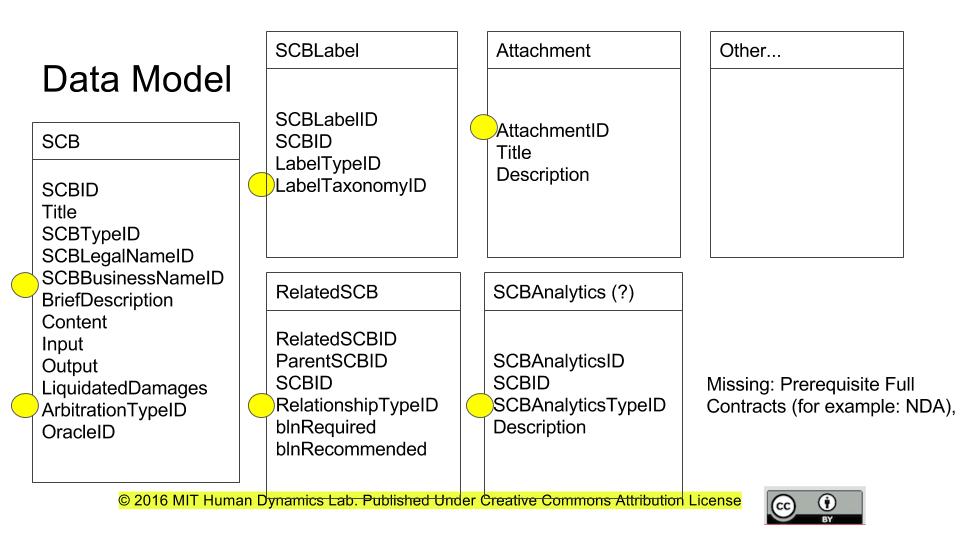 Data Model
SCB
SCBID
Title
SCBTypeID
SCBLegalNameID
SCBBusinessNameID
BriefDescription
Content
Input
Output
LiquidatedDamages
ArbitrationTypeID
OracleID
SCBLabel
SCBLabelID
SCBID
LabelTypeID
LabelTaxonomyID
Attachment
AttachmentID
Title
Description
Other...
RelatedSCB
RelatedSCBID
ParentSCBID
SCBID
RelationshipTypeID
blnRequired
blnRecommended
SCBAnalytics (?)
SCBAnalyticsID
SCBID
SCBAnalyticsTypeID
Description
Missing: Prerequisite Full
Contracts (for example: NDA),
© 2016 MIT Human Dynamics Lab. Published Under Creative Commons Attribution License
cc
BY